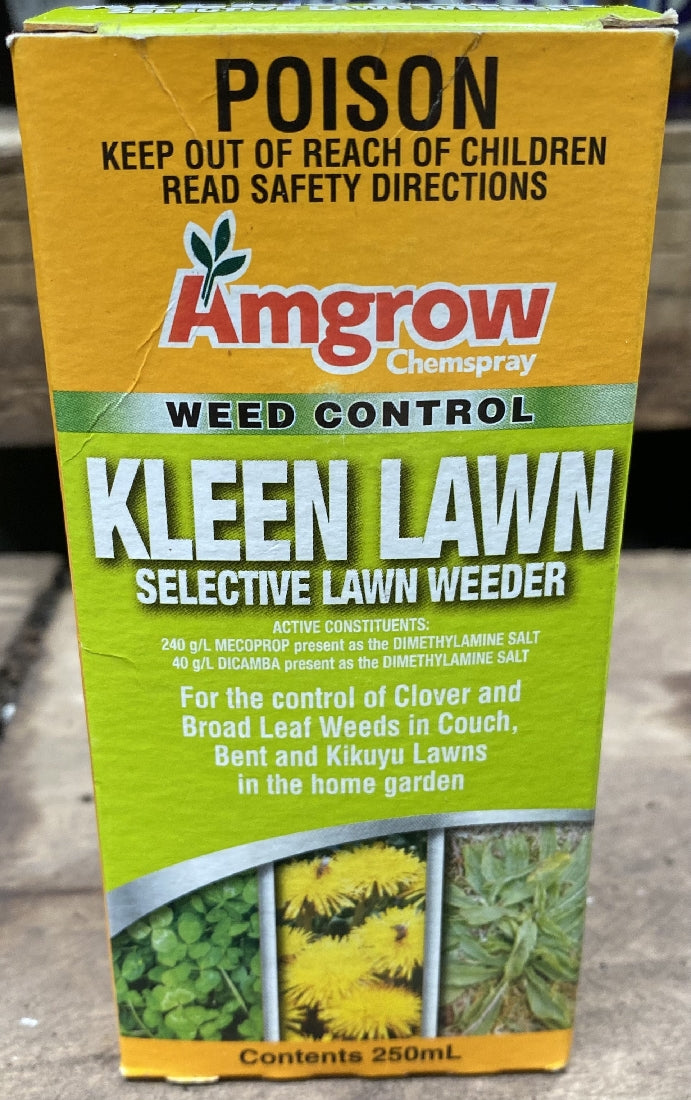 POISON
KEEP OUT OF REACH OF CHILDREN
READ SAFETY DIRECTIONS
Amgrow
Chemspray
WEED CONTROL
KLEEN LAWN
SELECTIVE LAWN WEEDER
ACTIVE CONSTITUENTS:
240 g/L MECOPROP present as the DIMETHYLAMINE SALT
40 g/L DICAMBA present as the DIMETHYLAMINE SALT
For the control of Clover and
Broad Leaf Weeds in Couch,
Bent and Kikuyu Lawns
in the home garden
Contents 250mL